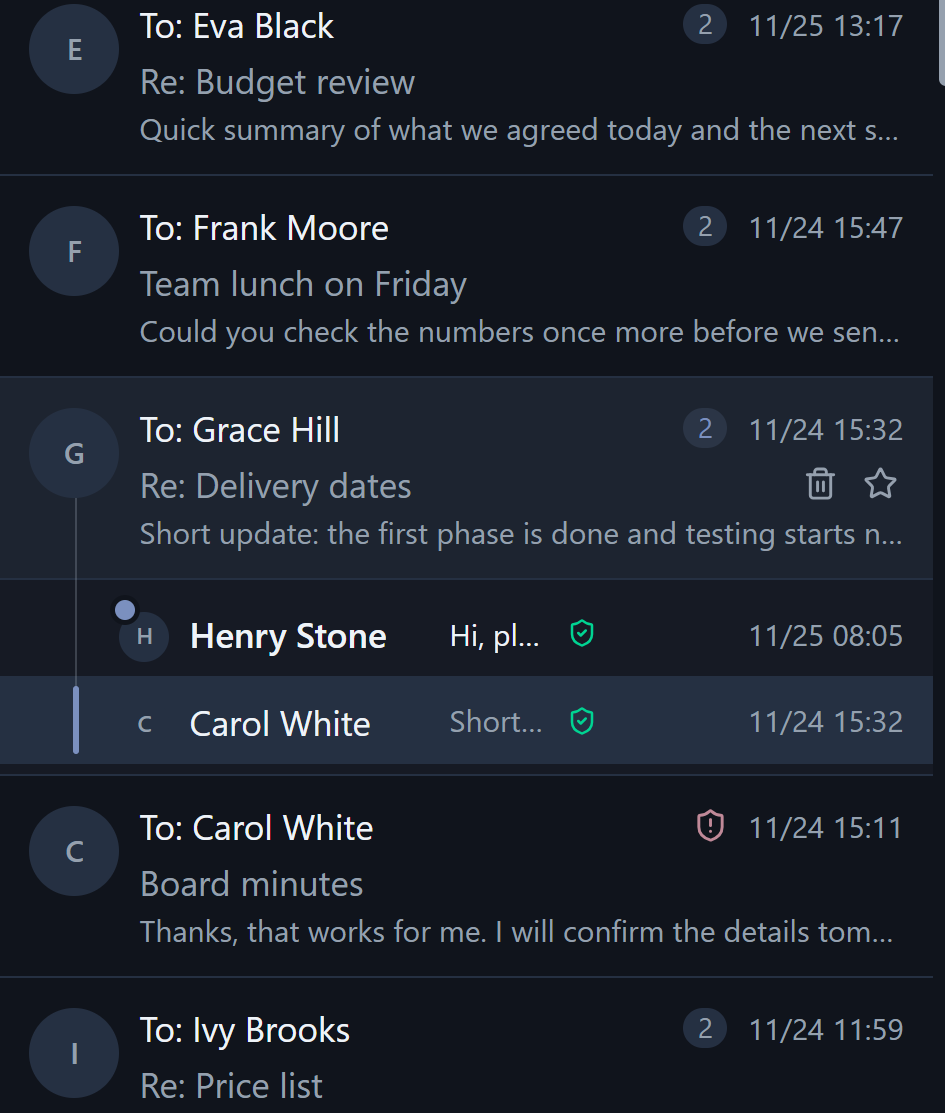 E
To: Eva Black 2 11/25 13:17
Re: Budget review
Quick summary of what we agreed today and the next s...
F
To: Frank Moore 2 11/24 15:47
Team lunch on Friday
Could you check the numbers once more before we sen...
G
To: Grace Hill 2 11/24 15:32
Re: Delivery dates
Short update: the first phase is done and testing starts n...
H Henry Stone Hi, pl... 11/25 08:05
C Carol White Short... 11/24 15:32
C
To: Carol White 11/24 15:11
Board minutes
Thanks, that works for me. I will confirm the details tom...
I
To: Ivy Brooks 2 11/24 11:59
Re: Price list